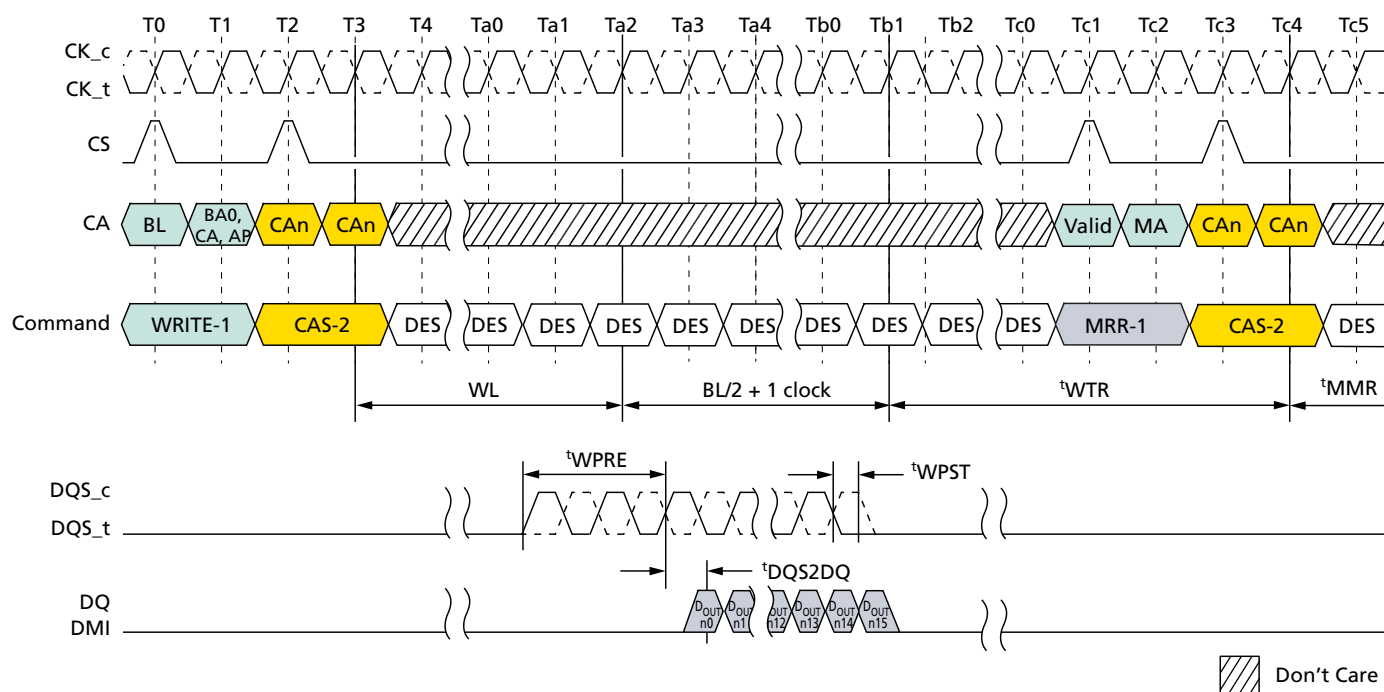 T0 T1 T2 T3 T4 Ta0 Ta1 Ta2 Ta3 Ta4 Tb0 Tb1 Tb2 Tc0 Tc1 Tc2 Tc3 Tc4 Tc5
CK_c
CK_t
CS
CA BL BA0, CA, AP CAn CAn Valid MA CAn CAn
Command WRITE-1 CAS-2 DES DES DES DES DES DES DES DES DES DES MRR-1 CAS-2 DES
WL BL/2 + 1 clock tWTR tMMR
tWPRE tWPST
DQS_c
DQS_t
tDQS2DQ
DQ
DMI
DOUT n0 DOUT n1 OUT n12 DOUT n13 DOUT n14 DOUT n15
Don't Care